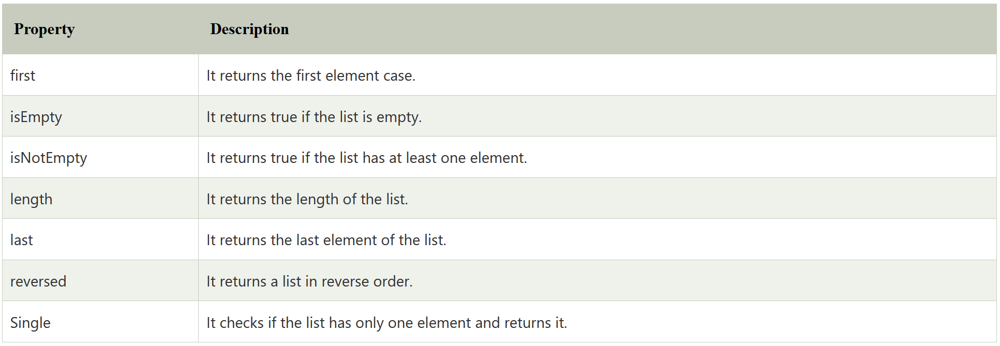 Property Description
first It returns the first element case.
isEmpty It returns true if the list is empty.
isNotEmpty It returns true if the list has at least one element.
length It returns the length of the list.
last It returns the last element of the list.
reversed It returns a list in reverse order.
Single It checks if the list has only one element and returns it.